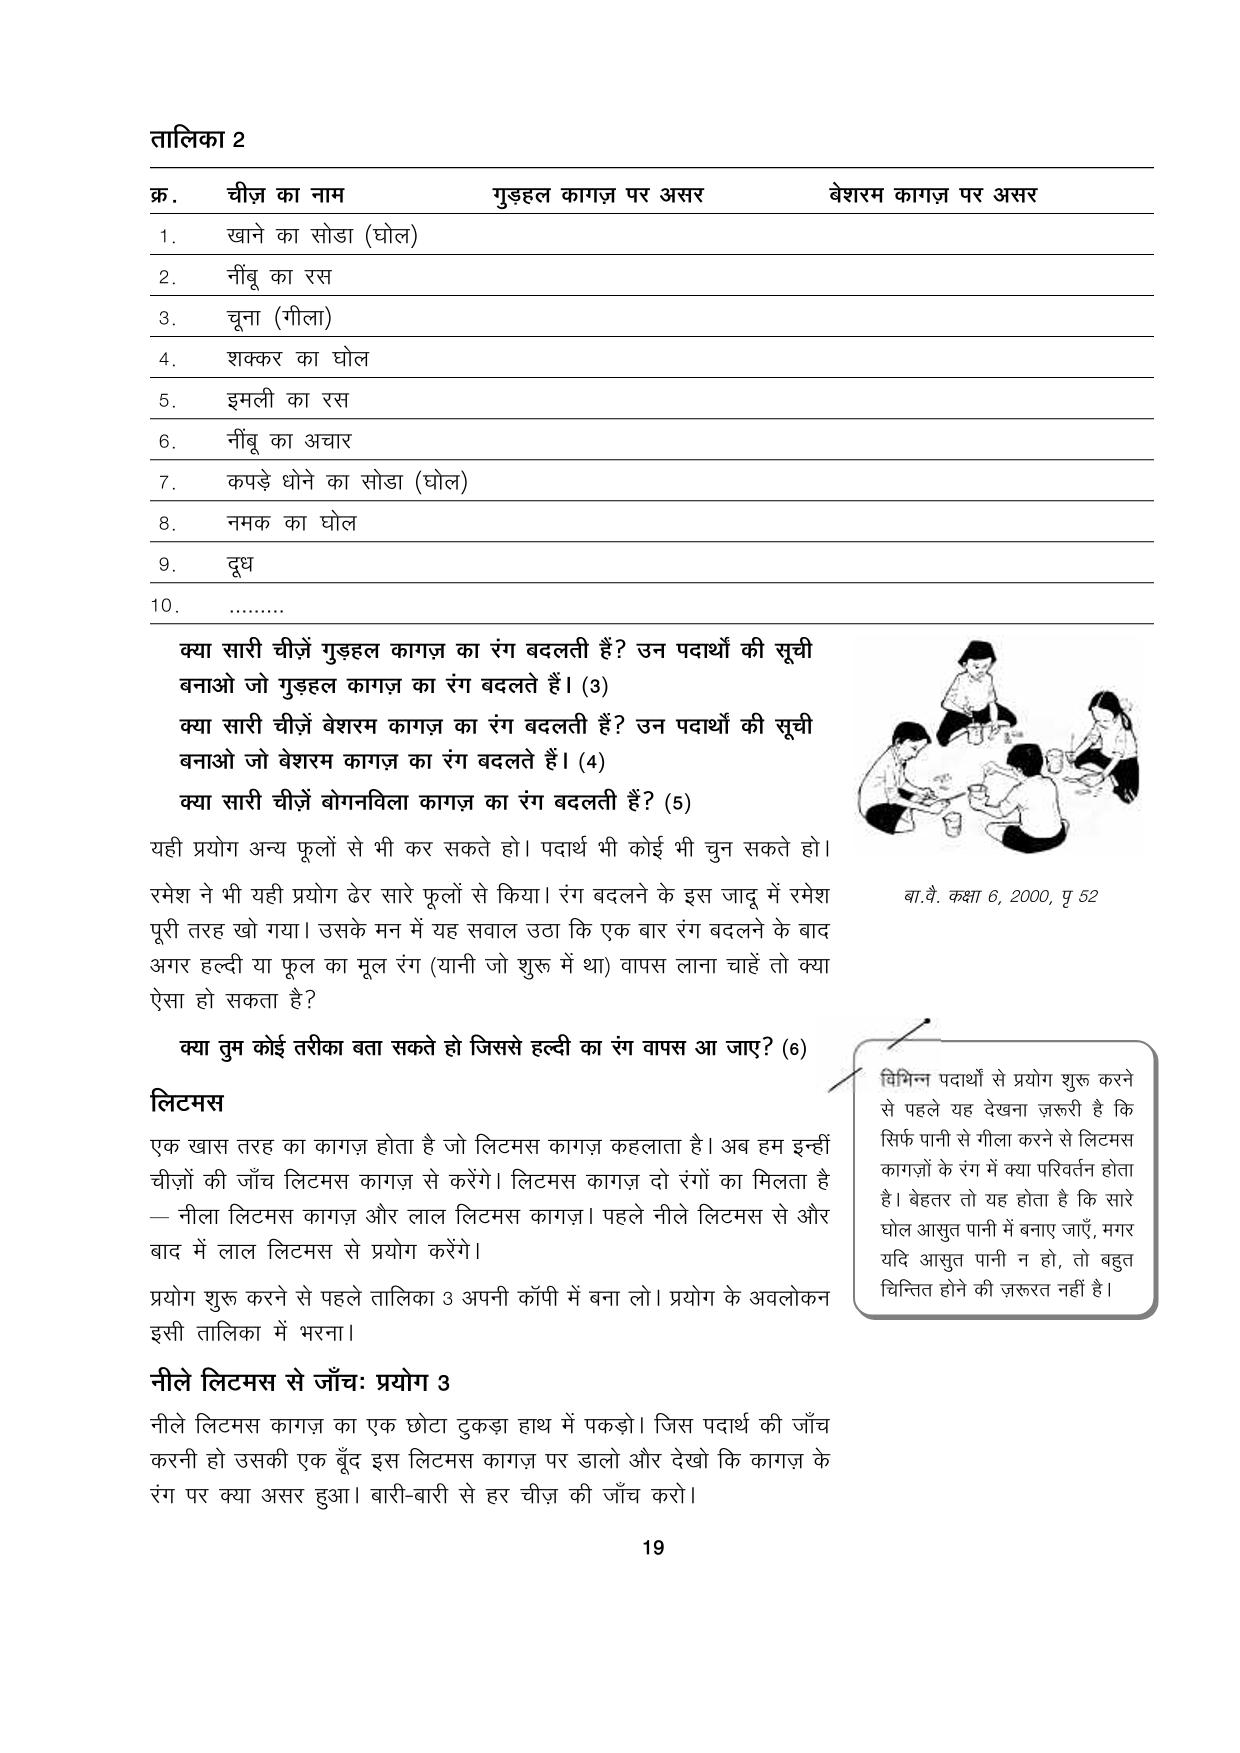 तालिका 2
क्र. चीज़ का नाम गुड़हल कागज़ पर असर बेशरम कागज़ पर असर
1. खाने का सोडा (घोल)
2. नींबू का रस
3. चूना (गीला)
4. शक्कर का घोल
5. इमली का रस
6. नींबू का अचार
7. कपड़े धोने का सोडा (घोल)
8. नमक का घोल
9. दूध
10. .........
क्या सारी चीज़ें गुड़हल कागज़ का रंग बदलती हैं? उन पदार्थों की सूची
बनाओ जो गुड़हल कागज़ का रंग बदलते हैं। (3)
क्या सारी चीज़ें बेशरम कागज़ का रंग बदलती हैं? उन पदार्थों की सूची
बनाओ जो बेशरम कागज़ का रंग बदलते हैं। (4)
क्या सारी चीज़ें बोगनविला कागज़ का रंग बदलती हैं? (5)
यही प्रयोग अन्य फूलों से भी कर सकते हो। पदार्थ भी कोई भी चुन सकते हो।
रमेश ने भी यही प्रयोग ढेर सारे फूलों से किया। रंग बदलने के इस जादू में रमेश
पूरी तरह खो गया। उसके मन में यह सवाल उठा कि एक बार रंग बदलने के बाद
अगर हल्दी या फूल का मूल रंग (यानी जो शुरू में था) वापस लाना चाहें तो क्या
ऐसा हो सकता है?
क्या तुम कोई तरीका बता सकते हो जिससे हल्दी का रंग वापस आ जाए? (6)
लिटमस
एक खास तरह का कागज़ होता है जो लिटमस कागज़ कहलाता है। अब हम इन्हीं
चीज़ों की जाँच लिटमस कागज़ से करेंगे। लिटमस कागज़ दो रंगों का मिलता है
— नीला लिटमस कागज़ और लाल लिटमस कागज़। पहले नीले लिटमस से और
बाद में लाल लिटमस से प्रयोग करेंगे।
प्रयोग शुरू करने से पहले तालिका 3 अपनी कॉपी में बना लो। प्रयोग के अवलोकन
इसी तालिका में भरना।
नीले लिटमस से जाँच: प्रयोग 3
नीले लिटमस कागज़ का एक छोटा टुकड़ा हाथ में पकड़ो। जिस पदार्थ की जाँच
करनी हो उसकी एक बूँद इस लिटमस कागज़ पर डालो और देखो कि कागज़ के
रंग पर क्या असर हुआ। बारी-बारी से हर चीज़ की जाँच करो।
बा.वै. कक्षा 6, 2000, पृ 52
विभिन्न पदार्थों से प्रयोग शुरू करने
से पहले यह देखना ज़रूरी है कि
सिर्फ पानी से गीला करने से लिटमस
कागज़ों के रंग में क्या परिवर्तन होता
है। बेहतर तो यह होता है कि सारे
घोल आसुत पानी में बनाए जाएँ, मगर
यदि आसुत पानी न हो, तो बहुत
चिन्तित होने की ज़रूरत नहीं है।
19